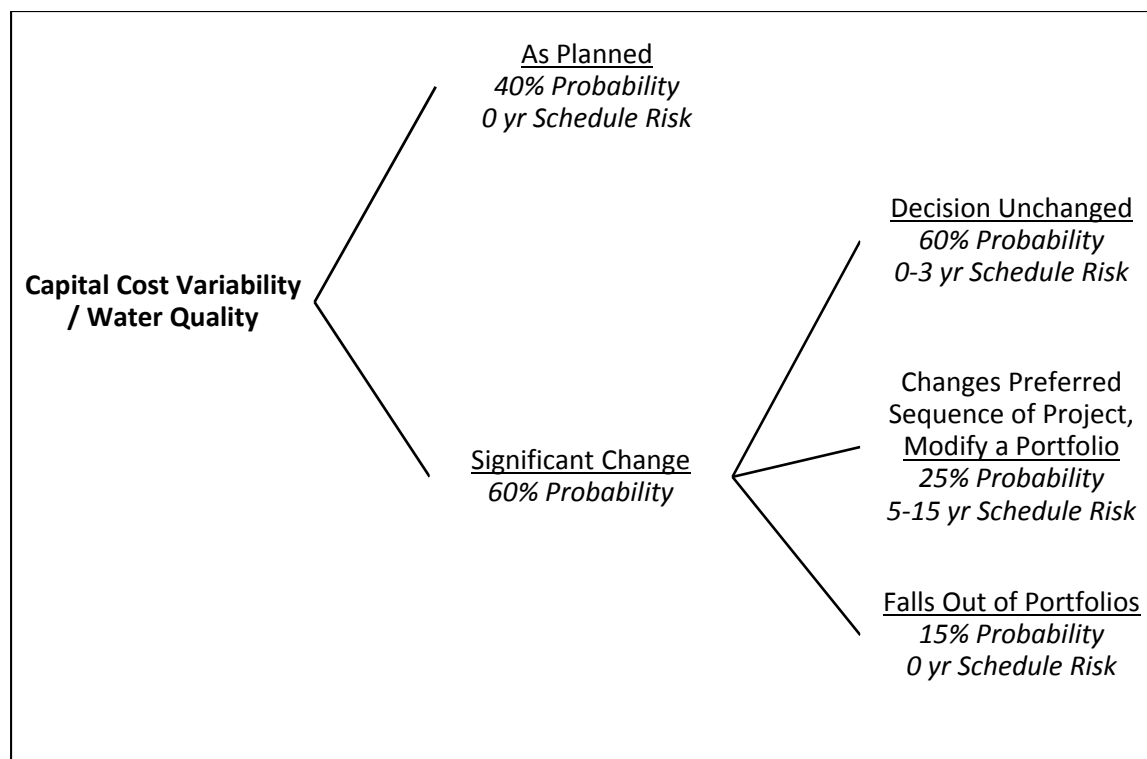 As Planned
40% Probability
0 yr Schedule Risk
Capital Cost Variability
/ Water Quality
Significant Change
60% Probability
Decision Unchanged
60% Probability
0-3 yr Schedule Risk
Changes Preferred
Sequence of Project,
Modify a Portfolio
25% Probability
5-15 yr Schedule Risk
Falls Out of Portfolios
15% Probability
0 yr Schedule Risk